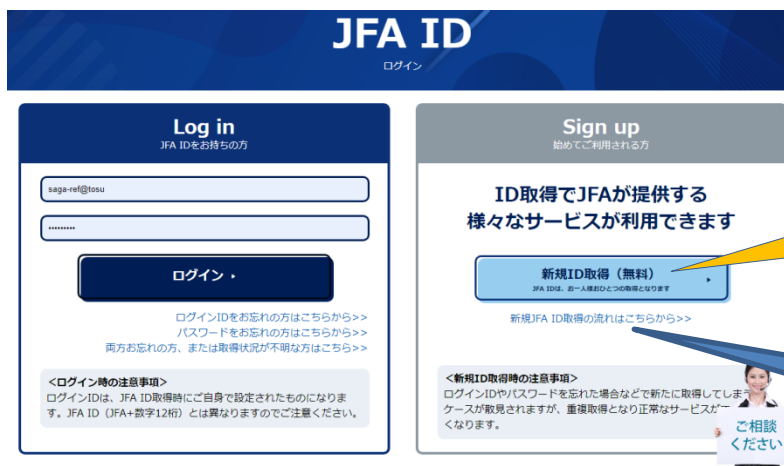 JFA ID
ログイン
Log in
JFA IDをお持ちの方
saga-ref@tosu
ログイン
ログインIDをお忘れの方はこちらから>>
パスワードをお忘れの方はこちらから>>
両方お忘れの方、または取得状況が不明な方はこちら>>
<ログイン時の注意事項>
ログインIDは、JFA ID取得時にご自身で設定されたものになりま
す。JFA ID（JFA+数字12桁）とは異なりますのでご注意ください。
Sign up
始めてご利用される方
ID取得でJFAが提供する
様々なサービスが利用できます
新規ID取得（無料）
JFA IDは、お一人様おひとつの取得となります
新規JFA ID取得の流れはこちらから>>
<新規ID取得時の注意事項>
ログインIDやパスワードを忘れた場合などで新たに取得してしま
ケースが散見されますが、重複取得となり正常なサービスが
くなります。
ご相談
ください